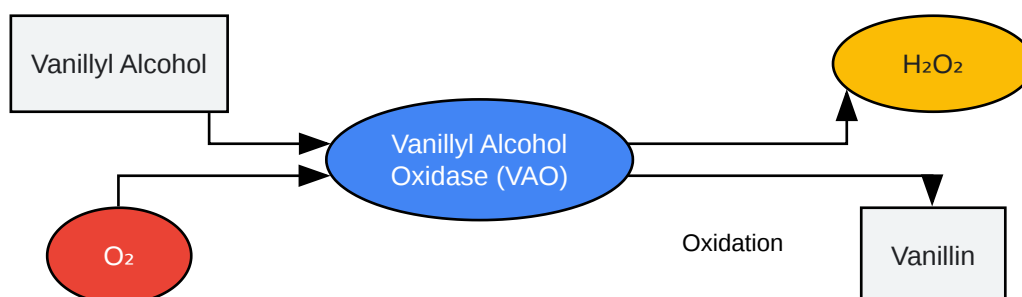 Vanillyl Alcohol
H₂O₂
Vanillyl Alcohol
Oxidase (VAO)
O₂
Oxidation
Vanillin